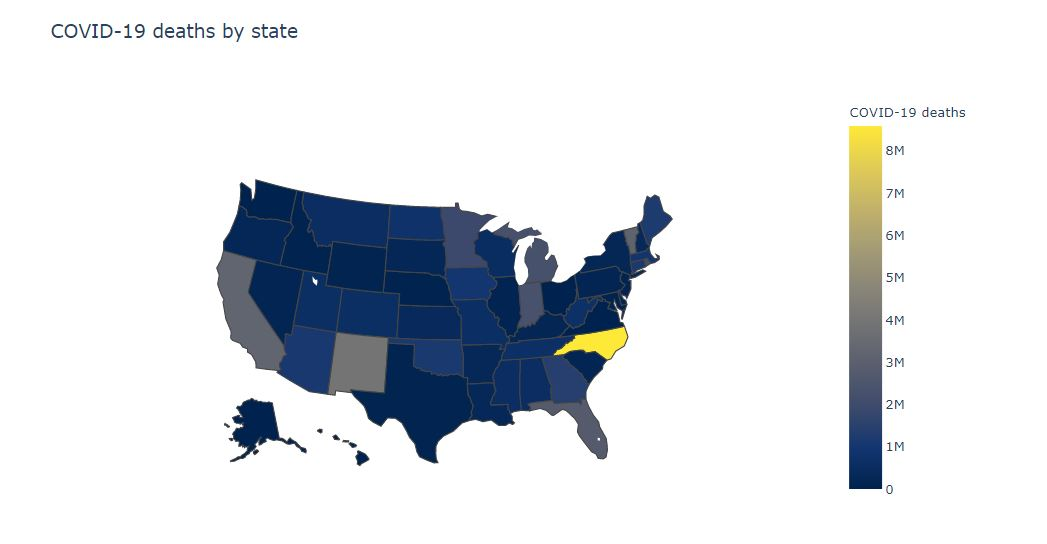 COVID-19 deaths by state
COVID-19 deaths
8M
7M
6M
5M
4M
3M
2M
1M
0